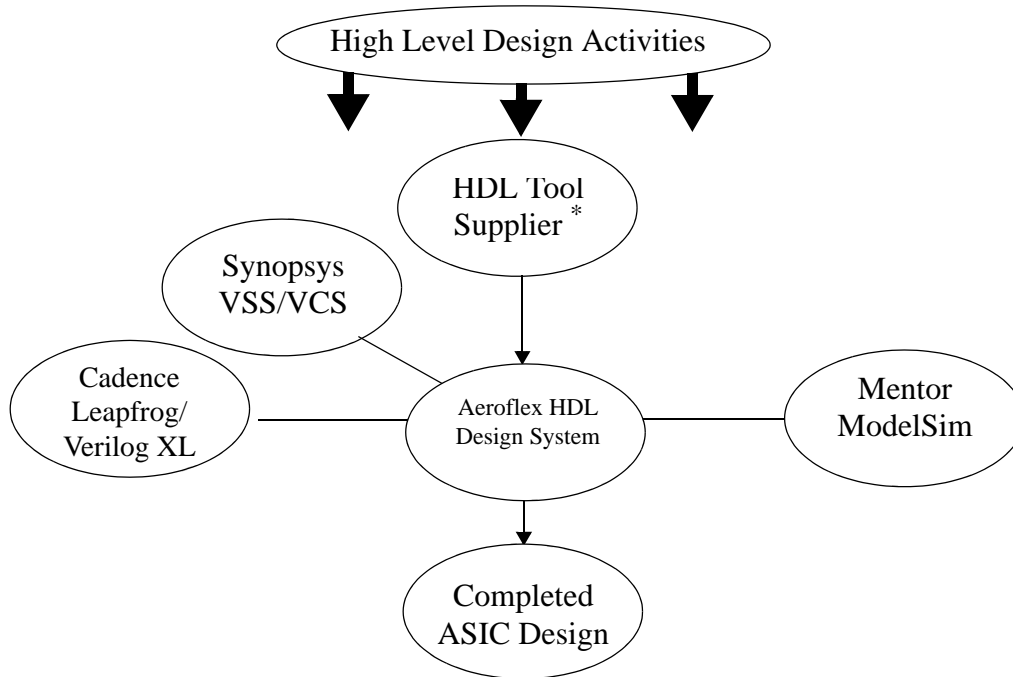 High Level Design Activities
HDL Tool
Supplier *
Synopsys
VSS/VCS
Cadence
Leapfrog/
Verilog XL
Aeroflex HDL
Design System
Mentor
ModelSim
Completed
ASIC Design